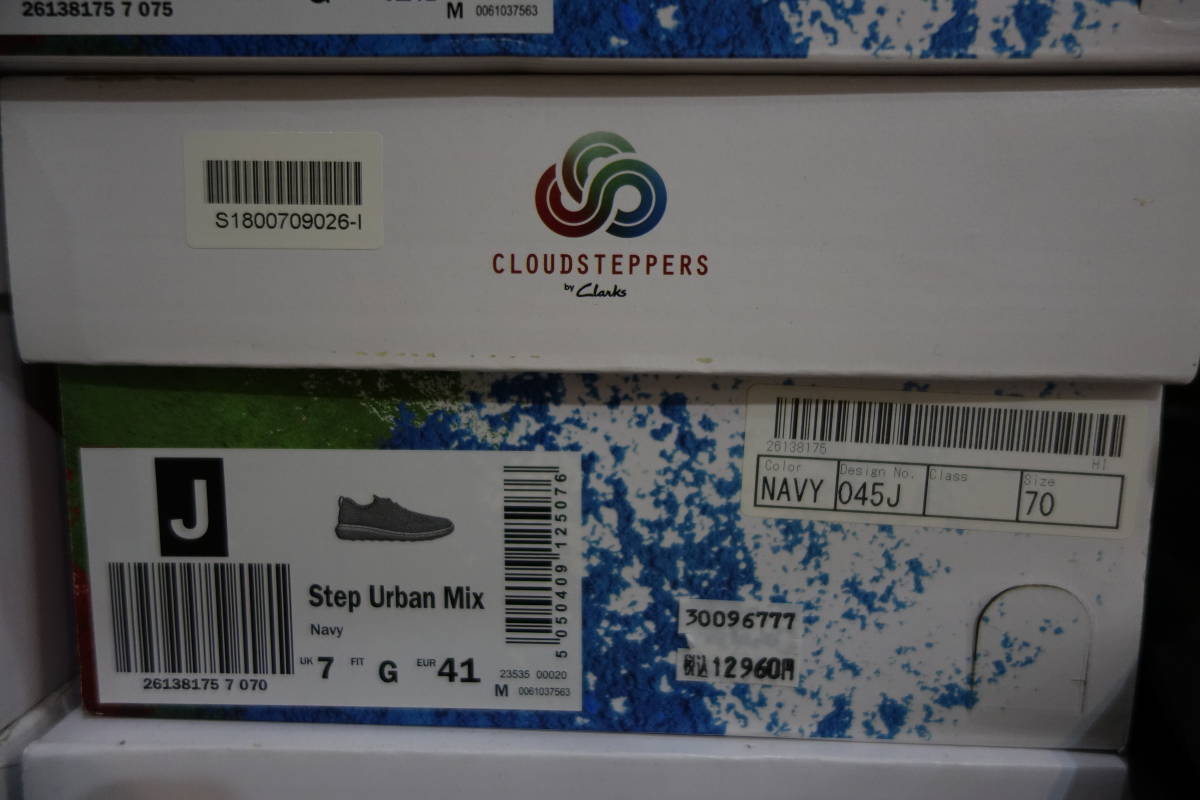 26138175 7 075
G
M 0061037563
S1800709026-I
CLOUDSTEPPERS
by Clarks
26138175
HI
Color Design No. Class Size
NAVY 045J 70
J
Step Urban Mix
Navy
UK 7 FIT G EUR 41
26138175 7 070
5 050409 125076
23535 00020
M 0061037563
30096777
税込12960円